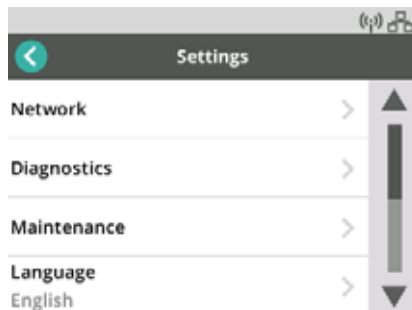 Settings
Network
Diagnostics
Maintenance
Language
English